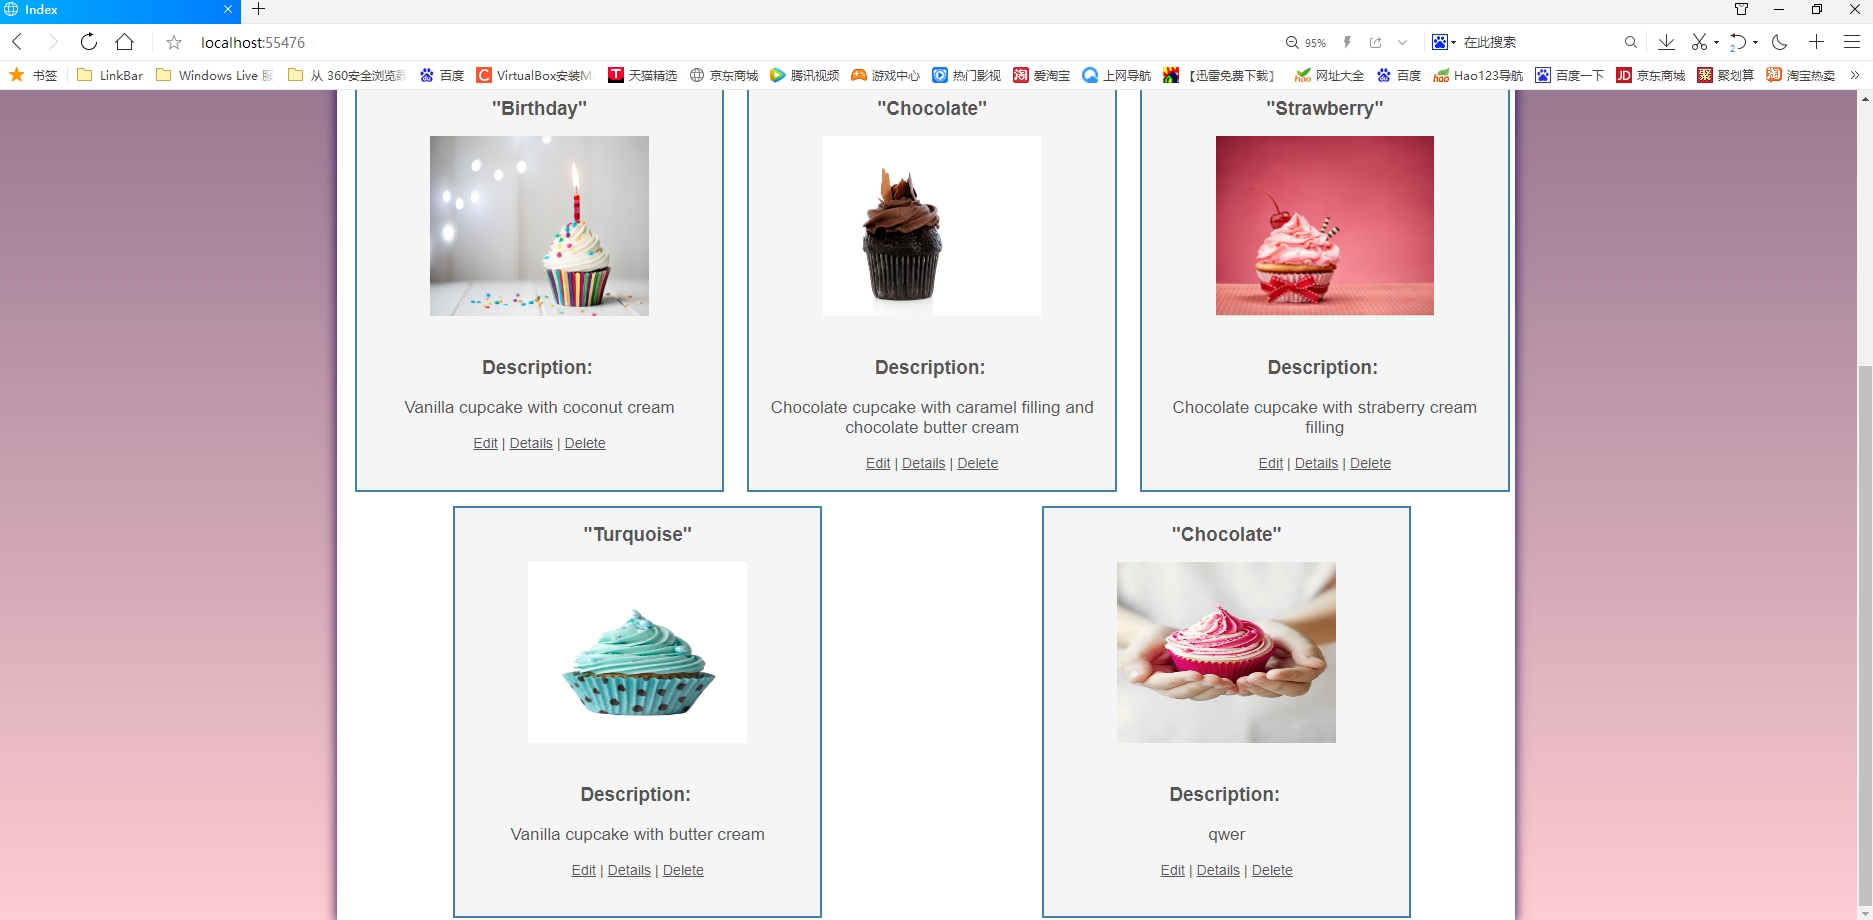 Index
localhost:55476
95%
在此搜索
2
书签 LinkBar Windows Live 服 从 360安全浏览器 百度 VirtualBox安装M 天猫精选 京东商城 腾讯视频 游戏中心 热门影视 爱淘宝 上网导航 【迅雷免费下载】 网址大全 百度 Hao123导航 百度一下 京东商城 聚划算 淘宝热卖
"Birthday"
"Chocolate"
"Strawberry"
Description:
Description:
Description:
Vanilla cupcake with coconut cream
Edit | Details | Delete
Chocolate cupcake with caramel filling and
chocolate butter cream
Edit | Details | Delete
Chocolate cupcake with straberry cream
filling
Edit | Details | Delete
"Turquoise"
"Chocolate"
Description:
Description:
Vanilla cupcake with butter cream
qwer
Edit | Details | Delete
Edit | Details | Delete